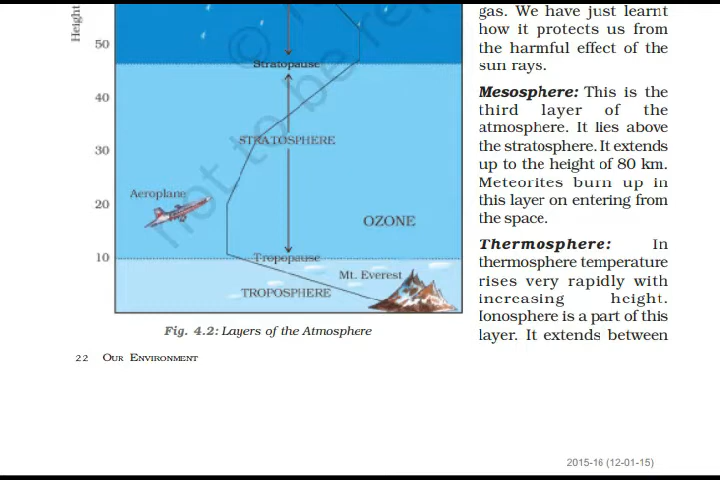 gas. We have just learnt
how it protects us from
the harmful effect of the
sun rays.
Mesosphere: This is the
third layer of the
atmosphere. It lies above
the stratosphere. It extends
up to the height of 80 km.
Meteorites burn up in
this layer on entering from
the space.
Thermosphere: In
thermosphere temperature
rises very rapidly with
increasing height.
Ionosphere is a part of this
layer. It extends between
Height
50
Stratopause
40
STRATOSPHERE
30
Aeroplane
20
OZONE
10
Tropopause
Mt. Everest
TROPOSPHERE
not to be re
©
Fig. 4.2: Layers of the Atmosphere
22 OUR ENVIRONMENT
2015-16 (12-01-15)